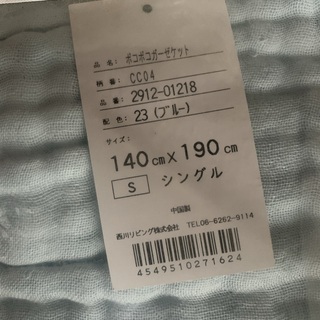 品 名: ポコポコガーゼケット
柄 番: CC04
品 番: 2912-01218
配 色: 23 (ブルー)
サイズ:
140cm×190cm
S シングル
中国製
西川リビング株式会社 TEL06-6262-9114
4549510271624